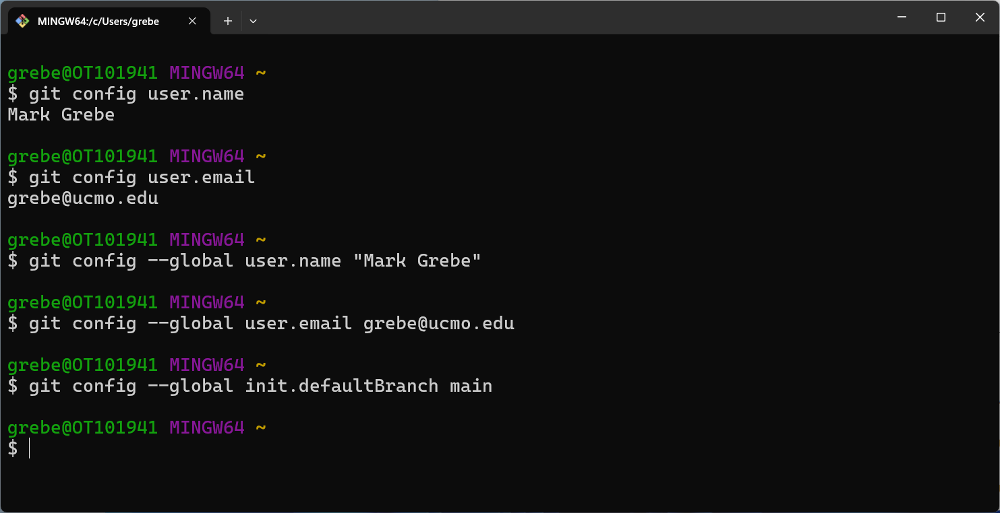 MINGW64:/c/Users/grebe
grebe@OT101941 MINGW64 ~
$ git config user.name
Mark Grebe
grebe@OT101941 MINGW64 ~
$ git config user.email
grebe@ucmo.edu
grebe@OT101941 MINGW64 ~
$ git config --global user.name "Mark Grebe"
grebe@OT101941 MINGW64 ~
$ git config --global user.email grebe@ucmo.edu
grebe@OT101941 MINGW64 ~
$ git config --global init.defaultBranch main
grebe@OT101941 MINGW64 ~
$